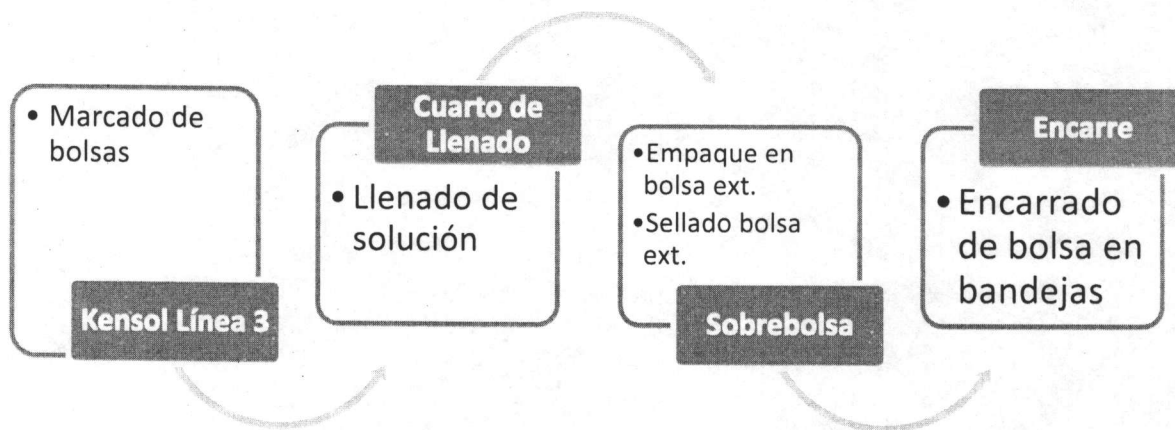 • Marcado de
bolsas
Kensol Línea 3
Cuarto de
Llenado
• Llenado de
solución
•Empaque en
bolsa ext.
•Sellado bolsa
ext.
Sobrebolsa
Encarre
• Encarrado
de bolsa en
bandejas